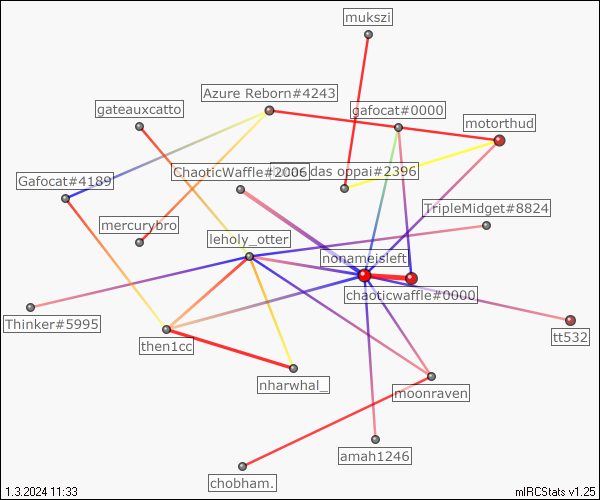 mukszi
Azure Reborn#4243
gateauxcatto
gafocat#0000
motorthud
ChaoticWaffle#2006
das oppai#2396
Gafocat#4189
TripleMidget#8824
mercurybro
leholy_otter
nonameisleft
chaoticwaffle#0000
Thinker#5995
tt532
then1cc
nharwhal_
moonraven
amah1246
chobham.
1.3.2024 11:33
mIRCStats v1.25